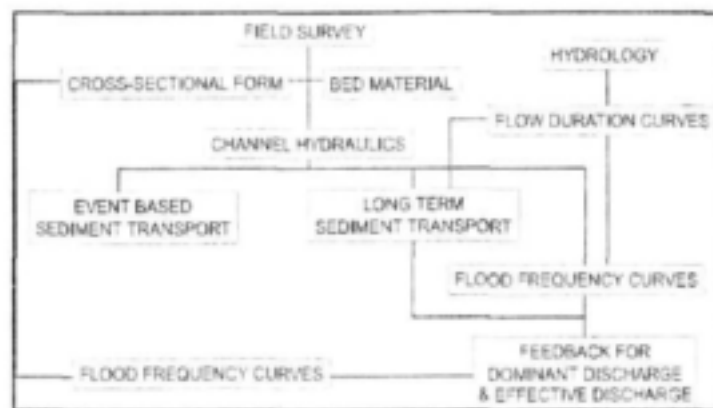 FIELD SURVEY
HYDROLOGY
CROSS-SECTIONAL FORM
BED MATERIAL
FLOW DURATION CURVES
CHANNEL HYDRAULICS
EVENT BASED
SEDIMENT TRANSPORT
LONG TERM
SEDIMENT TRANSPORT
FLOOD FREQUENCY CURVES
FLOOD FREQUENCY CURVES
FEEDBACK FOR
DOMINANT DISCHARGE
& EFFECTIVE DISCHARGE